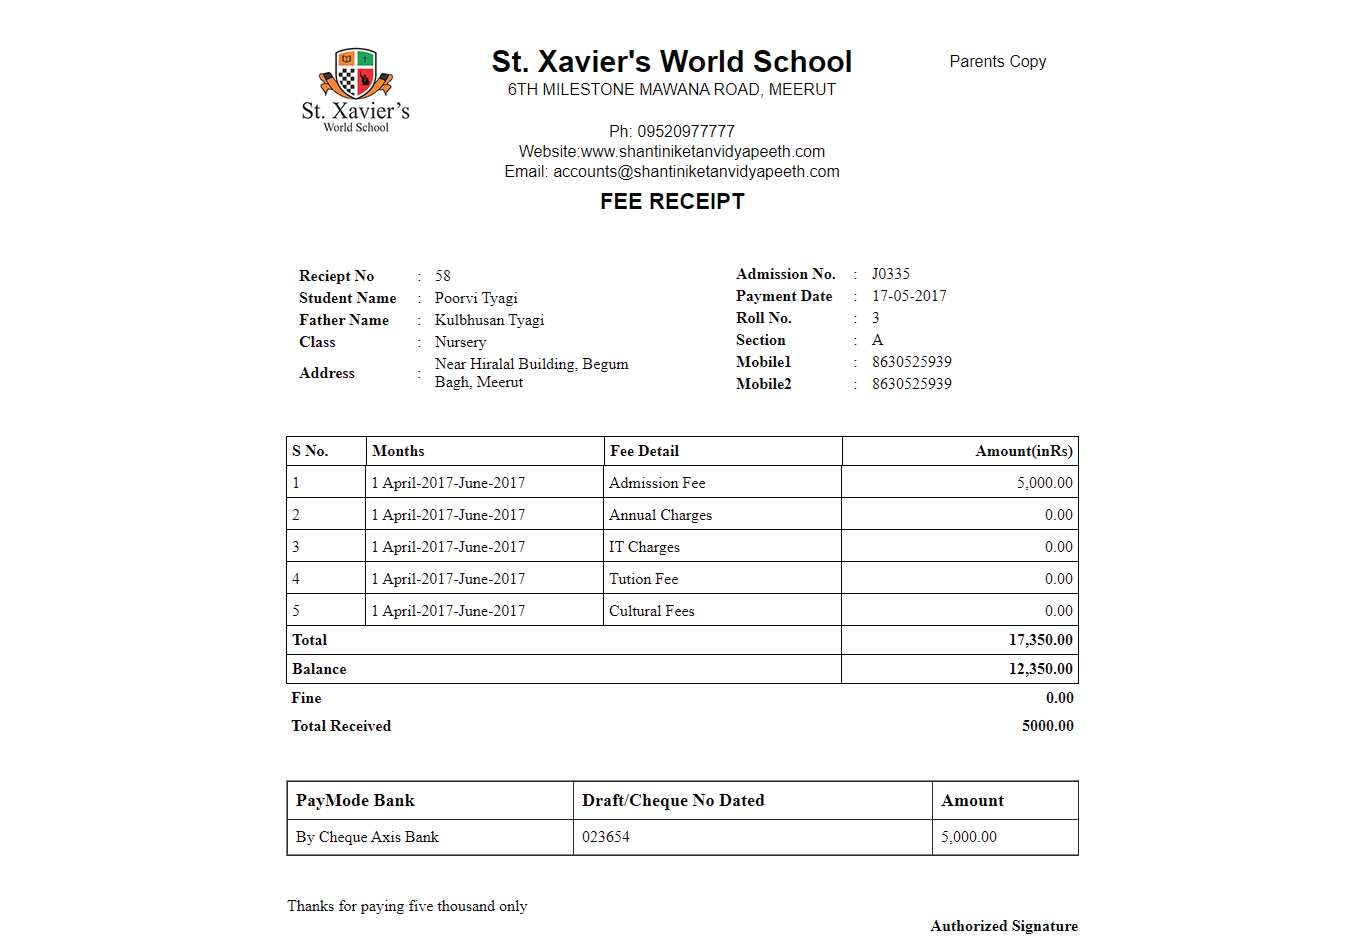 St. Xavier's
World School
St. Xavier's World School
6TH MILESTONE MAWANA ROAD, MEERUT
Parents Copy
Ph: 09520977777
Website:www.shantiniketanvidyapeeth.com
Email: accounts@shantiniketanvidyapeeth.com
FEE RECEIPT
Reciept No : 58
Student Name : Poorvi Tyagi
Father Name : Kulbhusan Tyagi
Class : Nursery
Address : Near Hiralal Building, Begum
Bagh, Meerut
Admission No. : J0335
Payment Date : 17-05-2017
Roll No. : 3
Section : A
Mobile1 : 8630525939
Mobile2 : 8630525939
S No. Months Fee Detail Amount(inRs)
1 1 April-2017-June-2017 Admission Fee 5,000.00
2 1 April-2017-June-2017 Annual Charges 0.00
3 1 April-2017-June-2017 IT Charges 0.00
4 1 April-2017-June-2017 Tution Fee 0.00
5 1 April-2017-June-2017 Cultural Fees 0.00
Total 17,350.00
Balance 12,350.00
Fine 0.00
Total Received 5000.00
PayMode Bank Draft/Cheque No Dated Amount
By Cheque Axis Bank 023654 5,000.00
Thanks for paying five thousand only
Authorized Signature